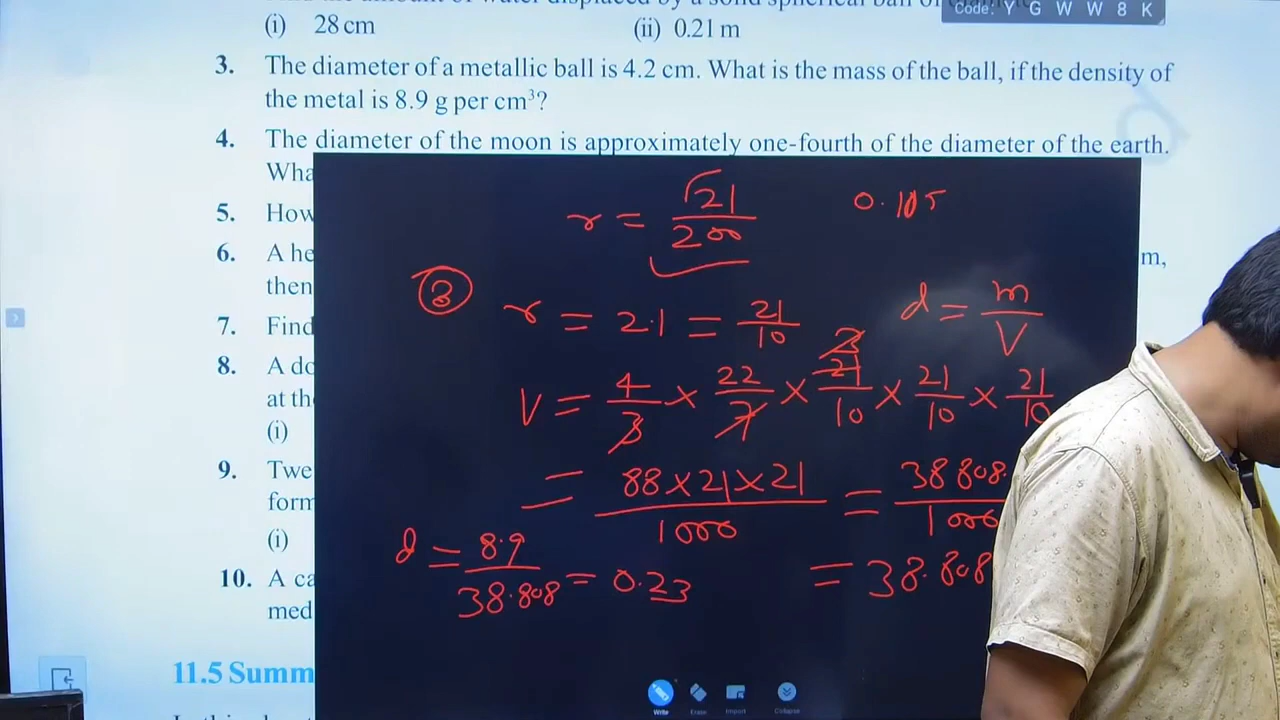 Code: Y G W W 8 K
(i) 28 cm (ii) 0.21 m
3. The diameter of a metallic ball is 4.2 cm. What is the mass of the ball, if the density of
the metal is 8.9 g per cm³?
4. The diameter of the moon is approximately one-fourth of the diameter of the earth.
Wha
5. How
6. A he m,
then
7. Find
8. A do
at th
(i)
9. Twe
form
(i)
10. A ca
med
11.5 Summ
r = 21/200 0.105
3 r = 2.1 = 21/10 d = m/V
V = 4/3 × 22/7 × 21/10 × 21/10 × 21/10
= 88×21×21/1000 = 38808/1000
d = 8.9/38.808 = 0.23 = 38.808
Write Erase Import Collapse